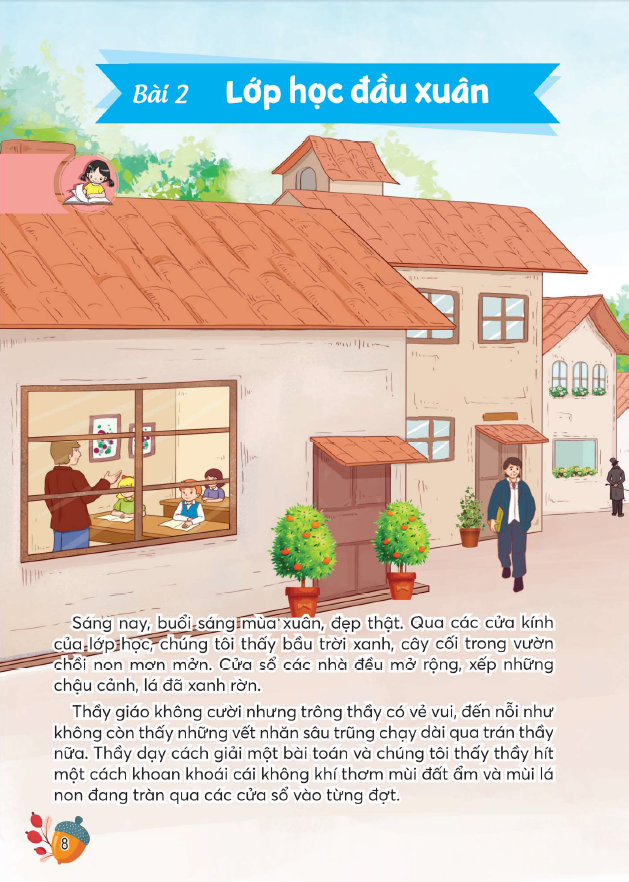 Bài 2 Lớp học đầu xuân
Sáng nay, buổi sáng mùa xuân, đẹp thật. Qua các cửa kính
của lớp học, chúng tôi thấy bầu trời xanh, cây cối trong vườn
chồi non mơn mởn. Cửa sổ các nhà đều mở rộng, xếp những
chậu cảnh, lá đã xanh rờn.
Thầy giáo không cười nhưng trông thầy có vẻ vui, đến nỗi như
không còn thấy những vết nhăn sâu trũng chạy dài qua trán thầy
nữa. Thầy dạy cách giải một bài toán và chúng tôi thấy thầy hít
một cách khoan khoái cái không khí thơm mùi đất ẩm và mùi lá
non đang tràn qua các cửa sổ vào từng đợt.
8